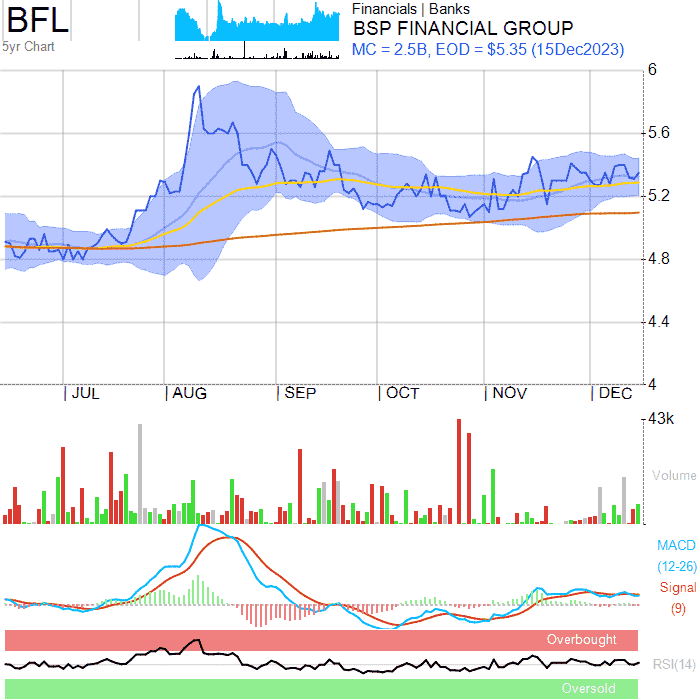 BFL
5yr Chart
Financials | Banks
BSP FINANCIAL GROUP
MC = 2.5B, EOD = $5.35 (15Dec2023)
6
5.6
5.2
4.8
4.4
4
| JUL | AUG | SEP | OCT | NOV | DEC
43k
Volume
MACD
(12-26)
Signal
(9)
Overbought
RSI(14)
Oversold